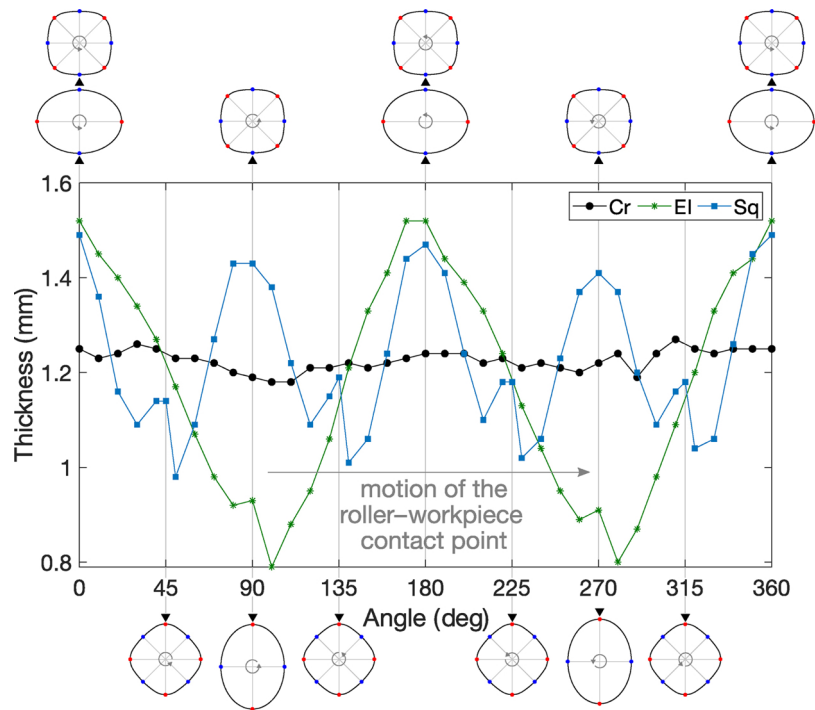 1.6
1.4
1.2
1
0.8
Thickness (mm)
Cr El Sq
motion of the
roller–workpiece
contact point
0 45 90 135 180 225 270 315 360
Angle (deg)